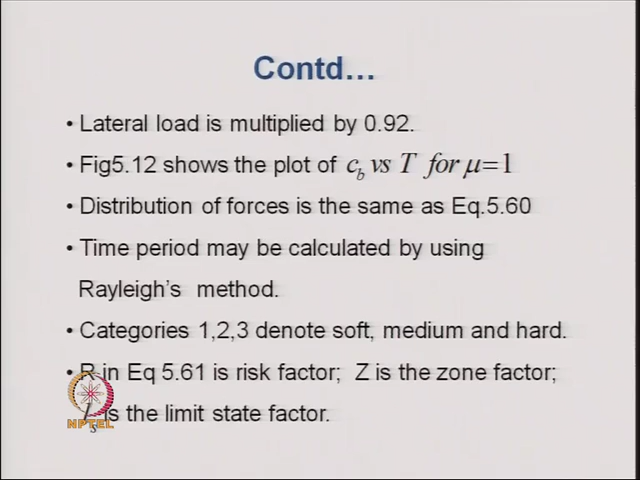 Contd...
• Lateral load is multiplied by 0.92.
• Fig5.12 shows the plot of c_b vs T for μ=1
• Distribution of forces is the same as Eq.5.60
• Time period may be calculated by using
Rayleigh's method.
• Categories 1,2,3 denote soft, medium and hard.
• R in Eq 5.61 is risk factor; Z is the zone factor;
is the limit state factor.
NPTEL